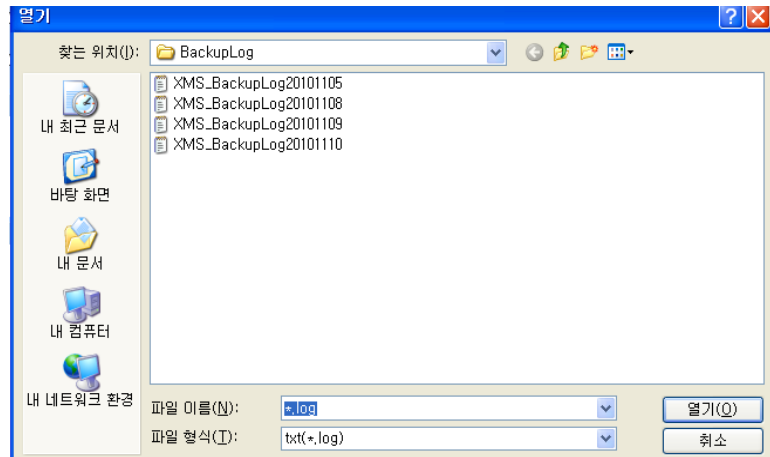 열기
찾는 위치(I):
BackupLog
XMS_BackupLog20101105
XMS_BackupLog20101108
XMS_BackupLog20101109
XMS_BackupLog20101110
내 최근 문서
바탕 화면
내 문서
내 컴퓨터
내 네트워크 환경
파일 이름(N):
*.log
열기(O)
파일 형식(T):
txt(*.log)
취소